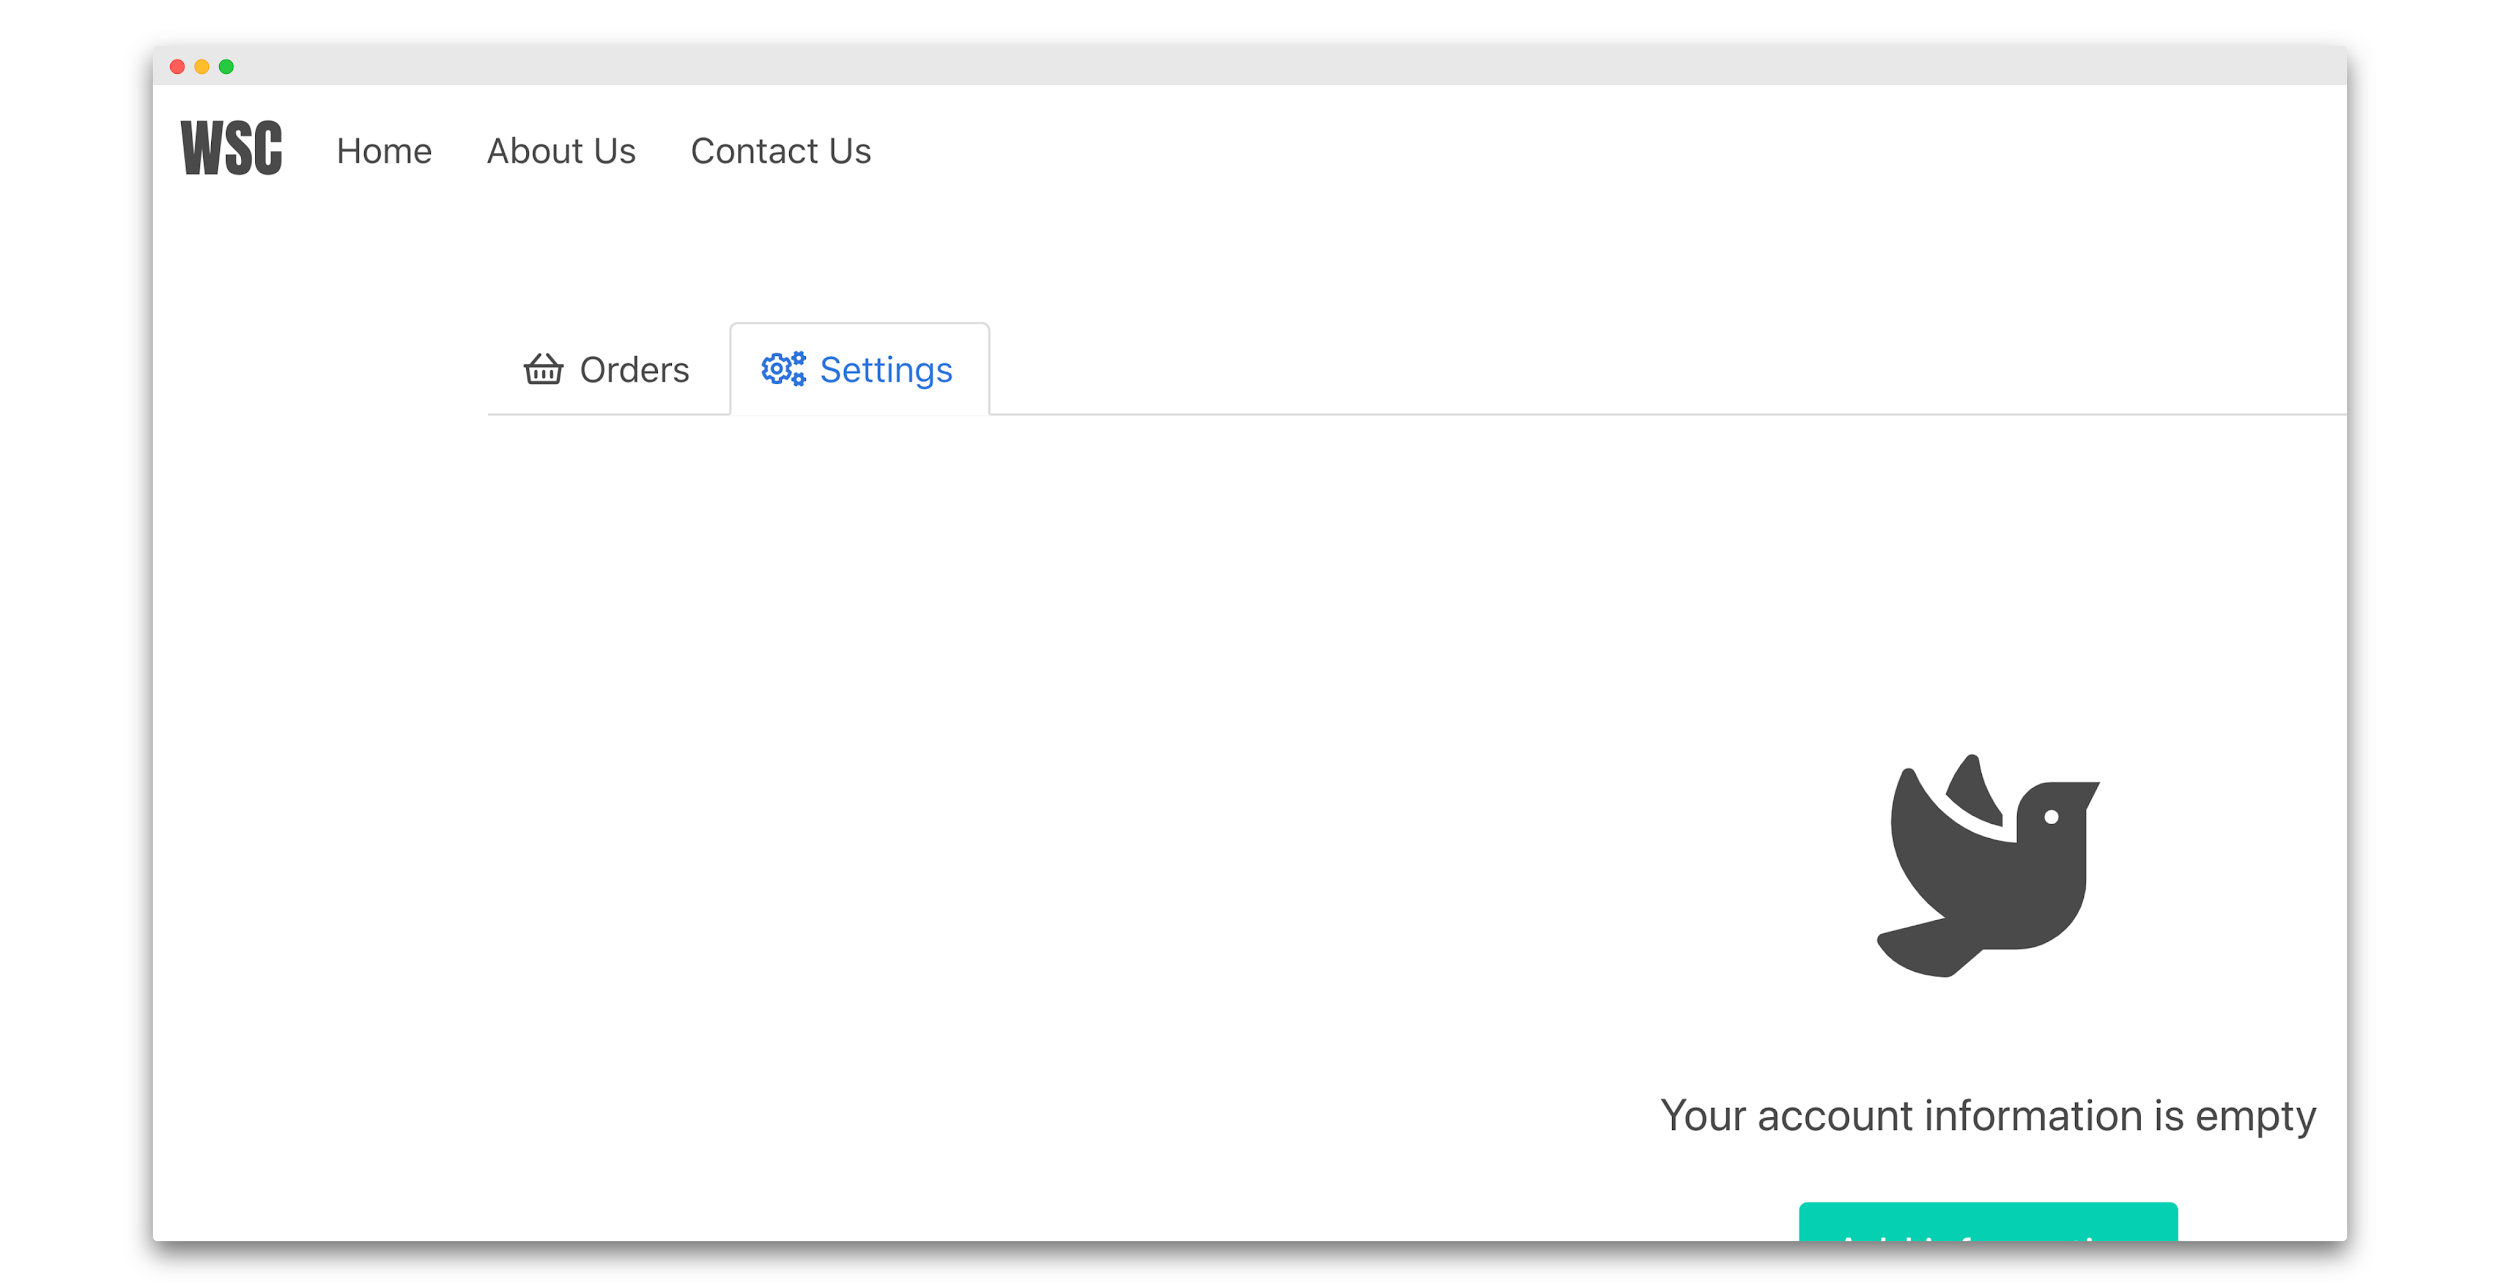 WSC Home About Us Contact Us
Orders Settings
Your account information is empty